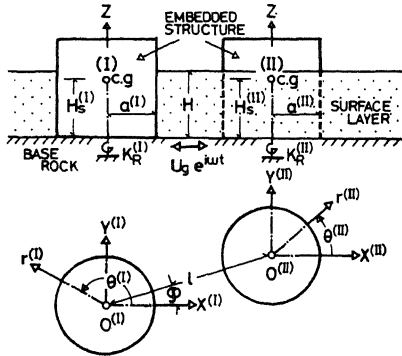 Z EMBEDDED STRUCTURE Z
(I) (II)
c.g c.g
Hs(I) a(I) H Hs(II) a(II) SURFACE LAYER
BASE ROCK KR(I) Ug e^iωt KR(II)
Y(I) Y(II)
r(I) θ(I) r(II) θ(II)
l φ
O(I) X(I) O(II) X(II)